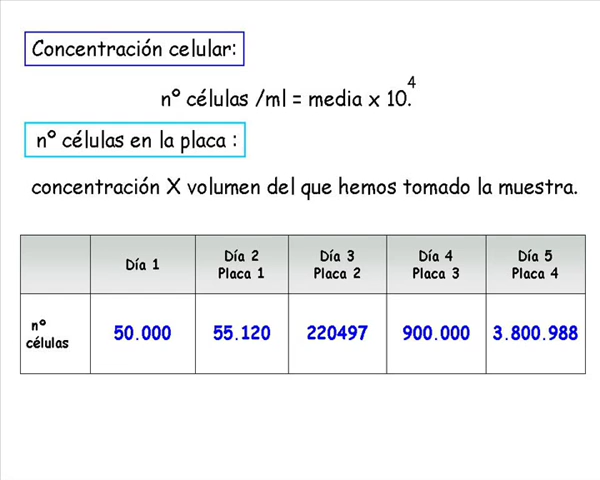 Concentración celular:
nº células /ml = media x 10.⁴
nº células en la placa :
concentración X volumen del que hemos tomado la muestra.
Día 1
Día 2
Placa 1
Día 3
Placa 2
Día 4
Placa 3
Día 5
Placa 4
nº
células
50.000
55.120
220497
900.000
3.800.988